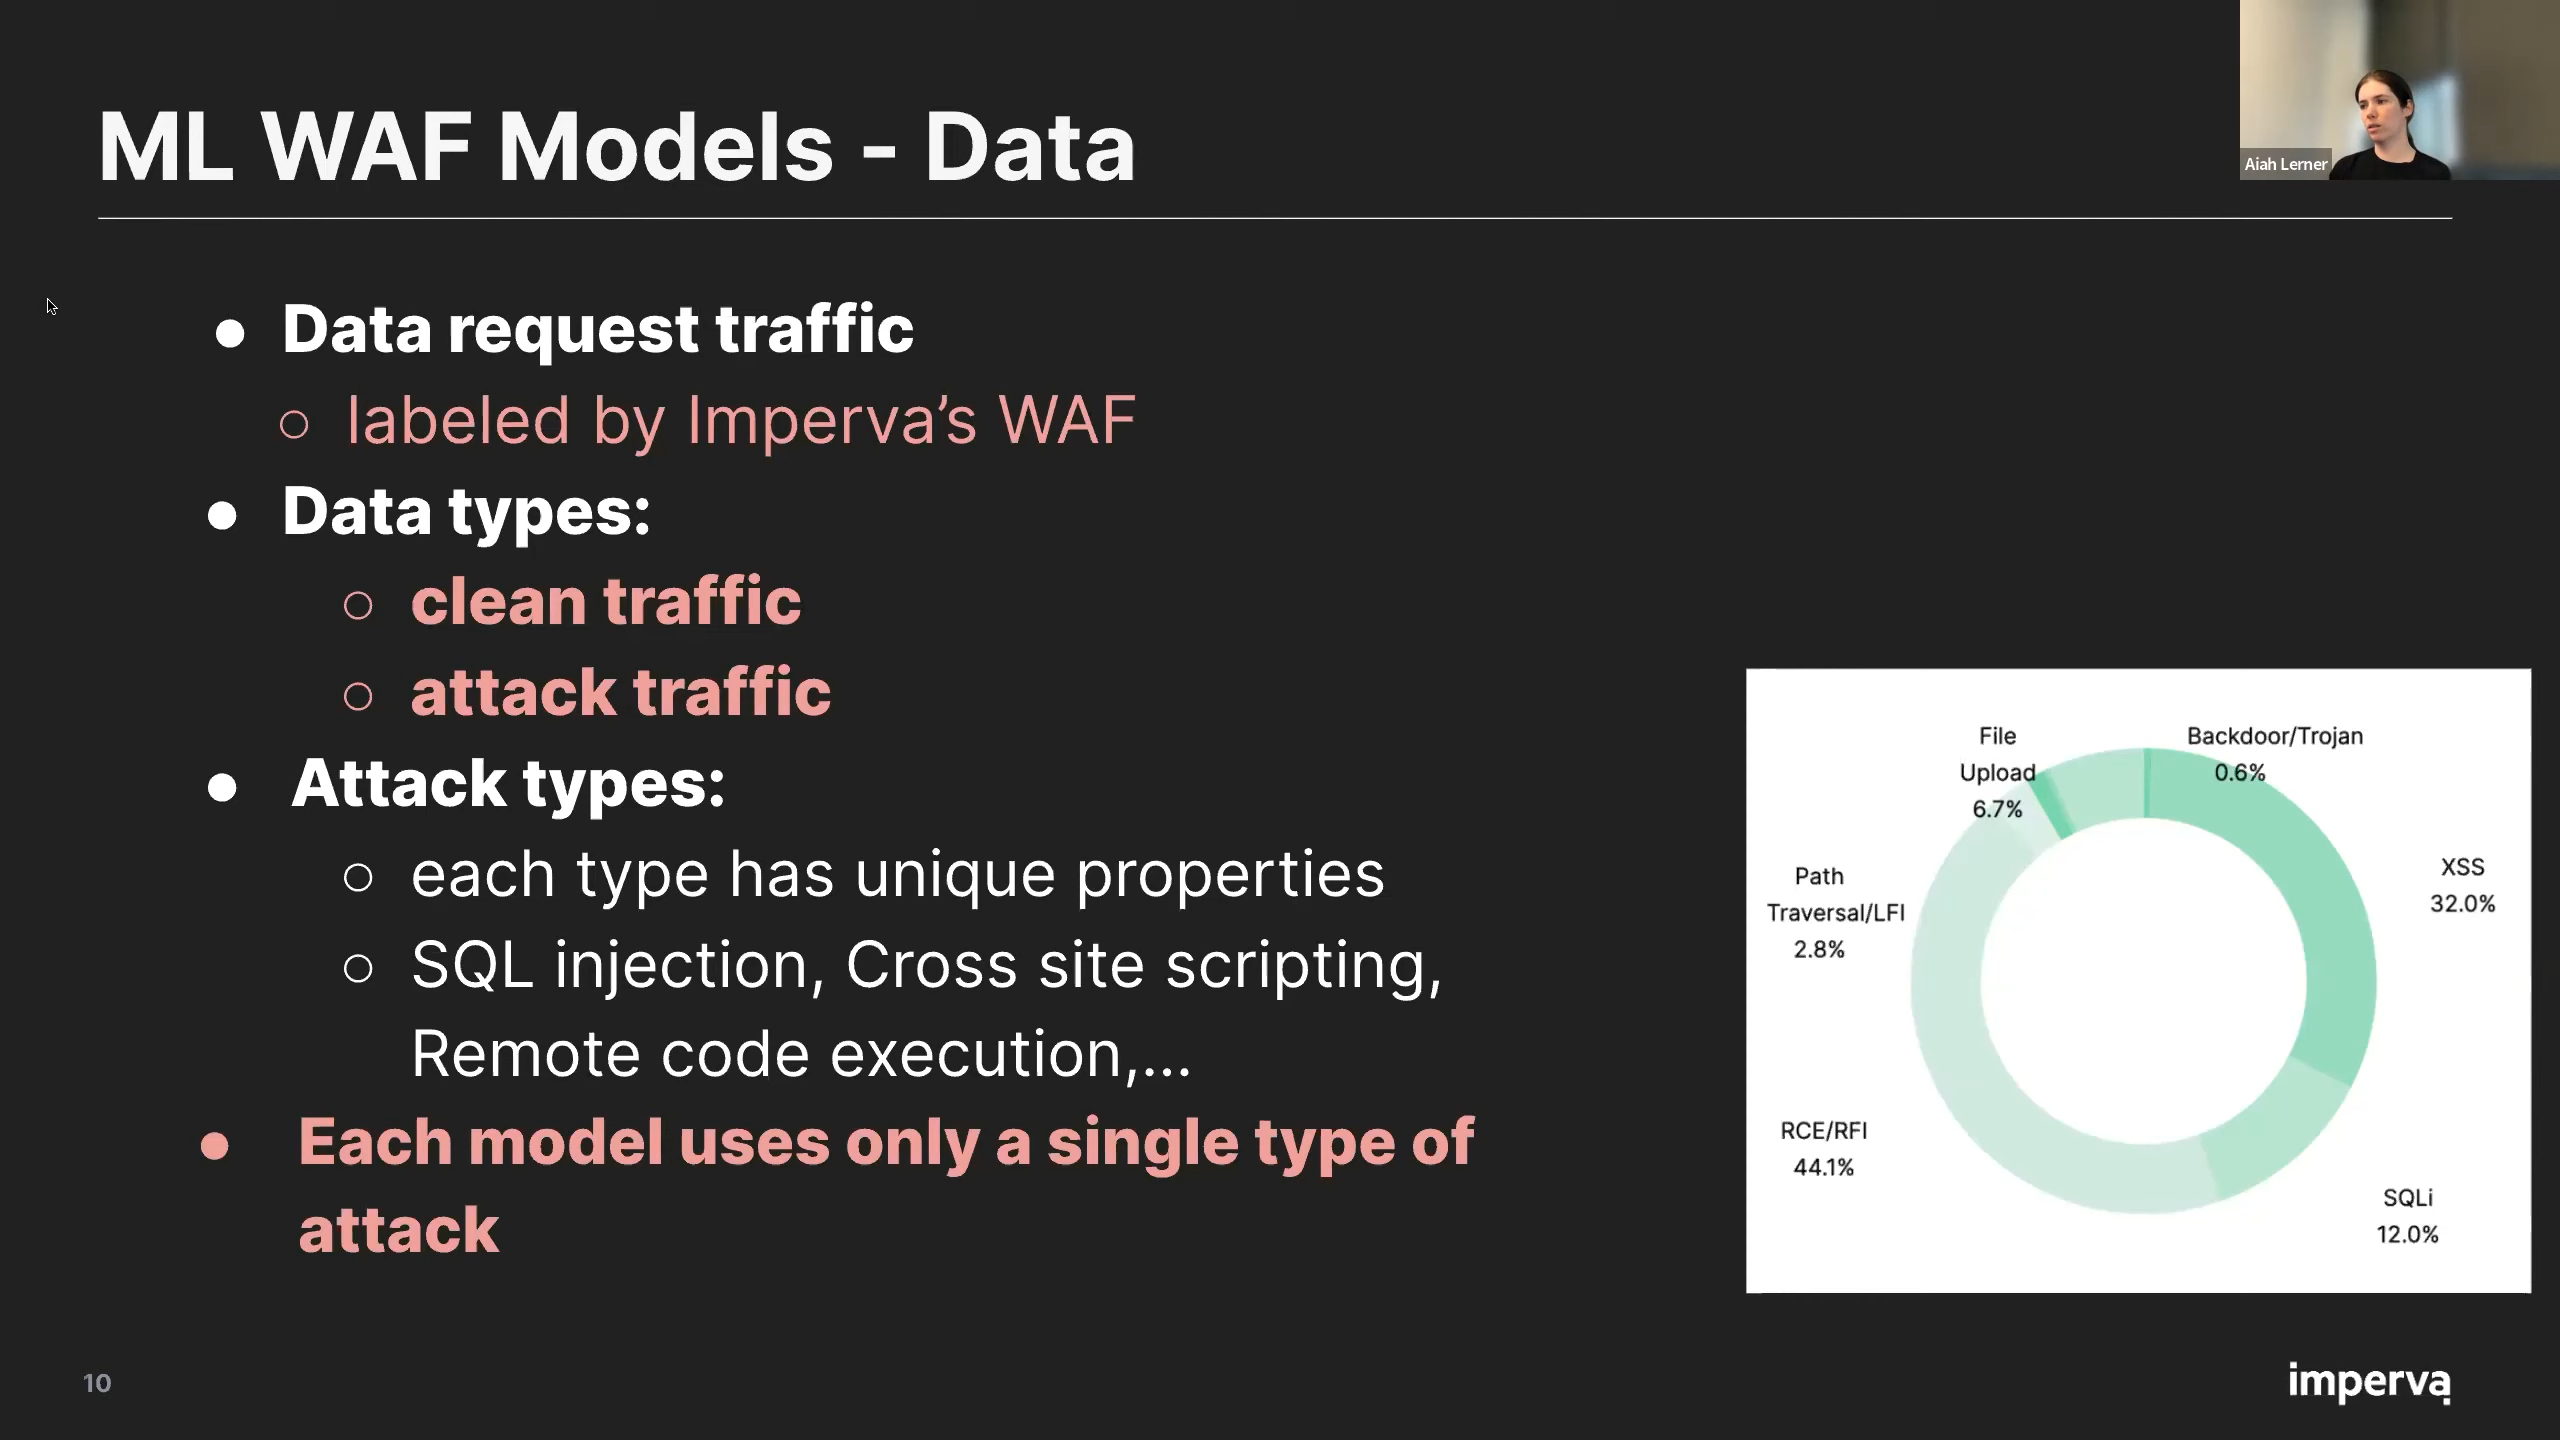 ML WAF Models - Data
Aiah Lerner
● Data request traffic
○ labeled by Imperva’s WAF
● Data types:
○ clean traffic
○ attack traffic
● Attack types:
○ each type has unique properties
○ SQL injection, Cross site scripting,
Remote code execution,...
● Each model uses only a single type of
attack
File
Upload
6.7%
Backdoor/Trojan
0.6%
XSS
32.0%
Path
Traversal/LFI
2.8%
RCE/RFI
44.1%
SQLi
12.0%
10
imperva